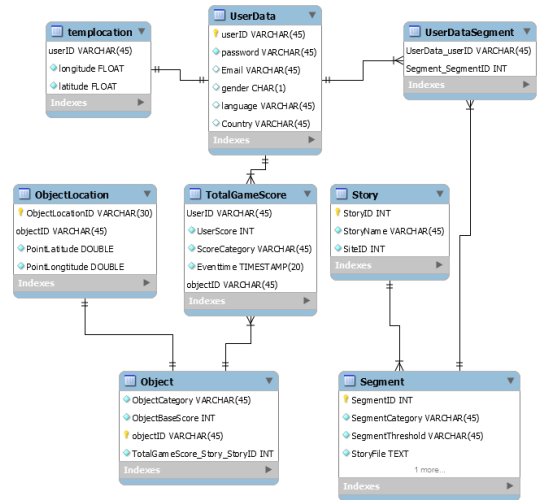 templocation
userID VARCHAR(45)
longitude FLOAT
latitude FLOAT
Indexes
UserData
userID VARCHAR(45)
password VARCHAR(45)
Email VARCHAR(45)
gender CHAR(1)
language VARCHAR(45)
Country VARCHAR(45)
Indexes
UserDataSegment
UserData_userID VARCHAR(45)
Segment_SegmentID INT
Indexes
ObjectLocation
ObjectLocationID VARCHAR(30)
objectID VARCHAR(45)
PointLatitude DOUBLE
PointLongtitude DOUBLE
Indexes
TotalGameScore
UserID VARCHAR(45)
UserScore INT
ScoreCategory VARCHAR(45)
Eventtime TIMESTAMP(20)
objectID VARCHAR(45)
Indexes
Story
StoryID INT
StoryName VARCHAR(45)
SiteID INT
Indexes
Object
ObjectCategory VARCHAR(45)
ObjectBaseScore INT
objectID VARCHAR(45)
TotalGameScore_Story_StoryID INT
Indexes
Segment
SegmentID INT
SegmentCategory VARCHAR(45)
SegmentThreshold VARCHAR(45)
StoryFile TEXT
1 more...
Indexes